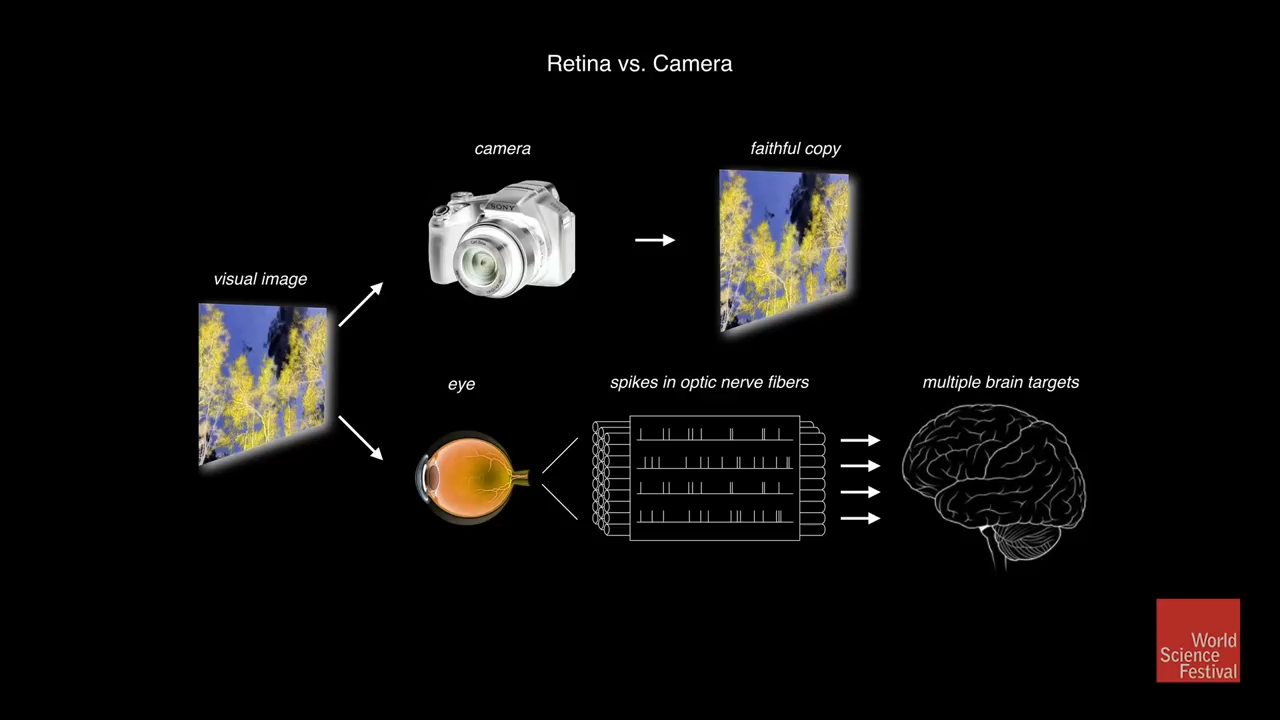 Retina vs. Camera
camera
faithful copy
SONY
visual image
eye
spikes in optic nerve fibers
multiple brain targets
World
Science
Festival